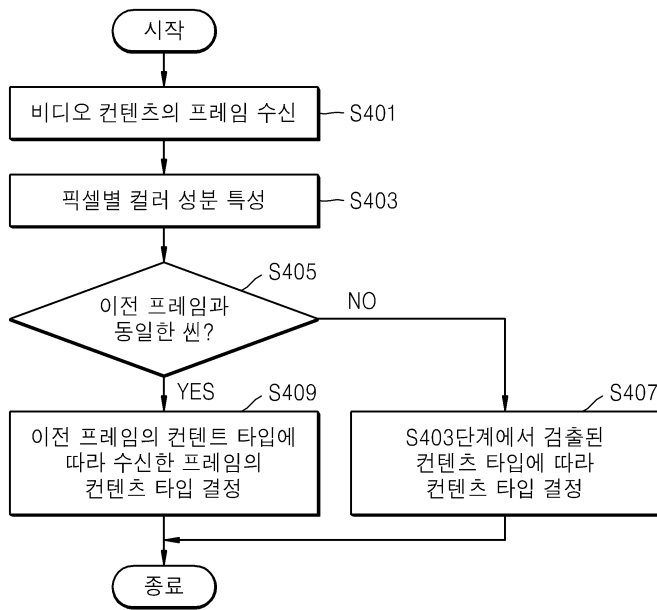 시작
비디오 컨텐츠의 프레임 수신
S401
픽셀별 컬러 성분 특성
S403
S405
이전 프레임과
동일한 씬?
NO
YES
S409
S407
이전 프레임의 컨텐트 타입에
따라 수신한 프레임의
컨텐츠 타입 결정
S403단계에서 검출된
컨텐츠 타입에 따라
컨텐츠 타입 결정
종료